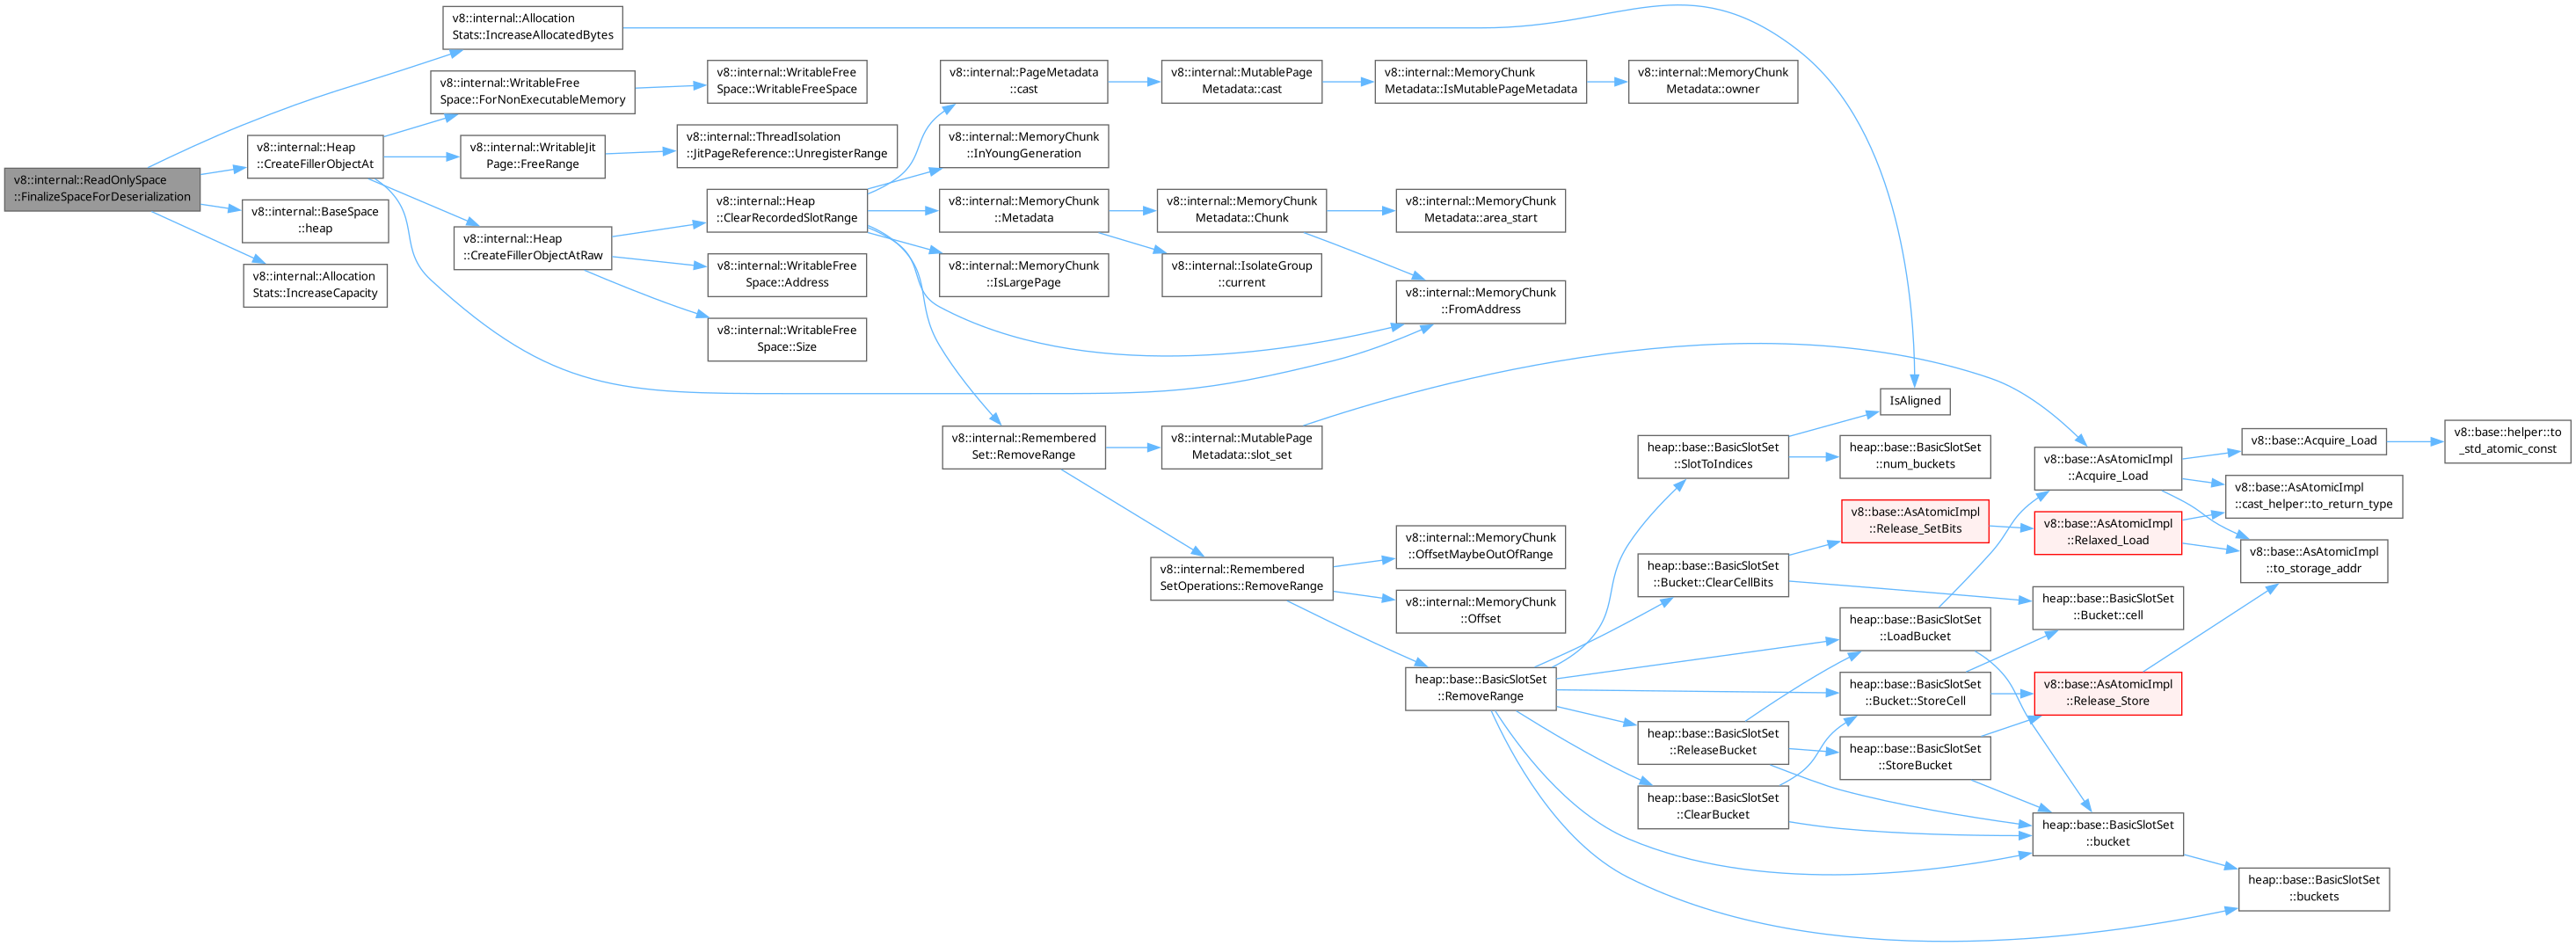 v8::internal::ReadOnlySpace
::FinalizeSpaceForDeserialization
v8::internal::Allocation
Stats::IncreaseAllocatedBytes
v8::internal::Heap
::CreateFillerObjectAt
v8::internal::BaseSpace
::heap
v8::internal::Allocation
Stats::IncreaseCapacity
v8::internal::WritableFree
Space::ForNonExecutableMemory
v8::internal::WritableJit
Page::FreeRange
v8::internal::Heap
::CreateFillerObjectAtRaw
v8::internal::WritableFree
Space::WritableFreeSpace
v8::internal::ThreadIsolation
::JitPageReference::UnregisterRange
v8::internal::Heap
::ClearRecordedSlotRange
v8::internal::WritableFree
Space::Address
v8::internal::WritableFree
Space::Size
v8::internal::PageMetadata
::cast
v8::internal::MemoryChunk
::InYoungGeneration
v8::internal::MemoryChunk
::Metadata
v8::internal::MemoryChunk
::IsLargePage
v8::internal::Remembered
Set::RemoveRange
v8::internal::MutablePage
Metadata::cast
v8::internal::MemoryChunk
Metadata::Chunk
v8::internal::IsolateGroup
::current
v8::internal::MutablePage
Metadata::slot_set
v8::internal::Remembered
SetOperations::RemoveRange
v8::internal::MemoryChunk
Metadata::IsMutablePageMetadata
v8::internal::MemoryChunk
Metadata::area_start
v8::internal::MemoryChunk
::FromAddress
v8::internal::MemoryChunk
::OffsetMaybeOutOfRange
v8::internal::MemoryChunk
::Offset
heap::base::BasicSlotSet
::RemoveRange
v8::internal::MemoryChunk
Metadata::owner
heap::base::BasicSlotSet
::SlotToIndices
heap::base::BasicSlotSet
::Bucket::ClearCellBits
heap::base::BasicSlotSet
::ReleaseBucket
heap::base::BasicSlotSet
::ClearBucket
IsAligned
heap::base::BasicSlotSet
::num_buckets
v8::base::AsAtomicImpl
::Release_SetBits
heap::base::BasicSlotSet
::LoadBucket
heap::base::BasicSlotSet
::Bucket::StoreCell
heap::base::BasicSlotSet
::StoreBucket
v8::base::AsAtomicImpl
::Acquire_Load
v8::base::AsAtomicImpl
::Relaxed_Load
heap::base::BasicSlotSet
::Bucket::cell
v8::base::AsAtomicImpl
::Release_Store
heap::base::BasicSlotSet
::bucket
v8::base::Acquire_Load
v8::base::AsAtomicImpl
::cast_helper::to_return_type
v8::base::AsAtomicImpl
::to_storage_addr
heap::base::BasicSlotSet
::buckets
v8::base::helper::to
_std_atomic_const